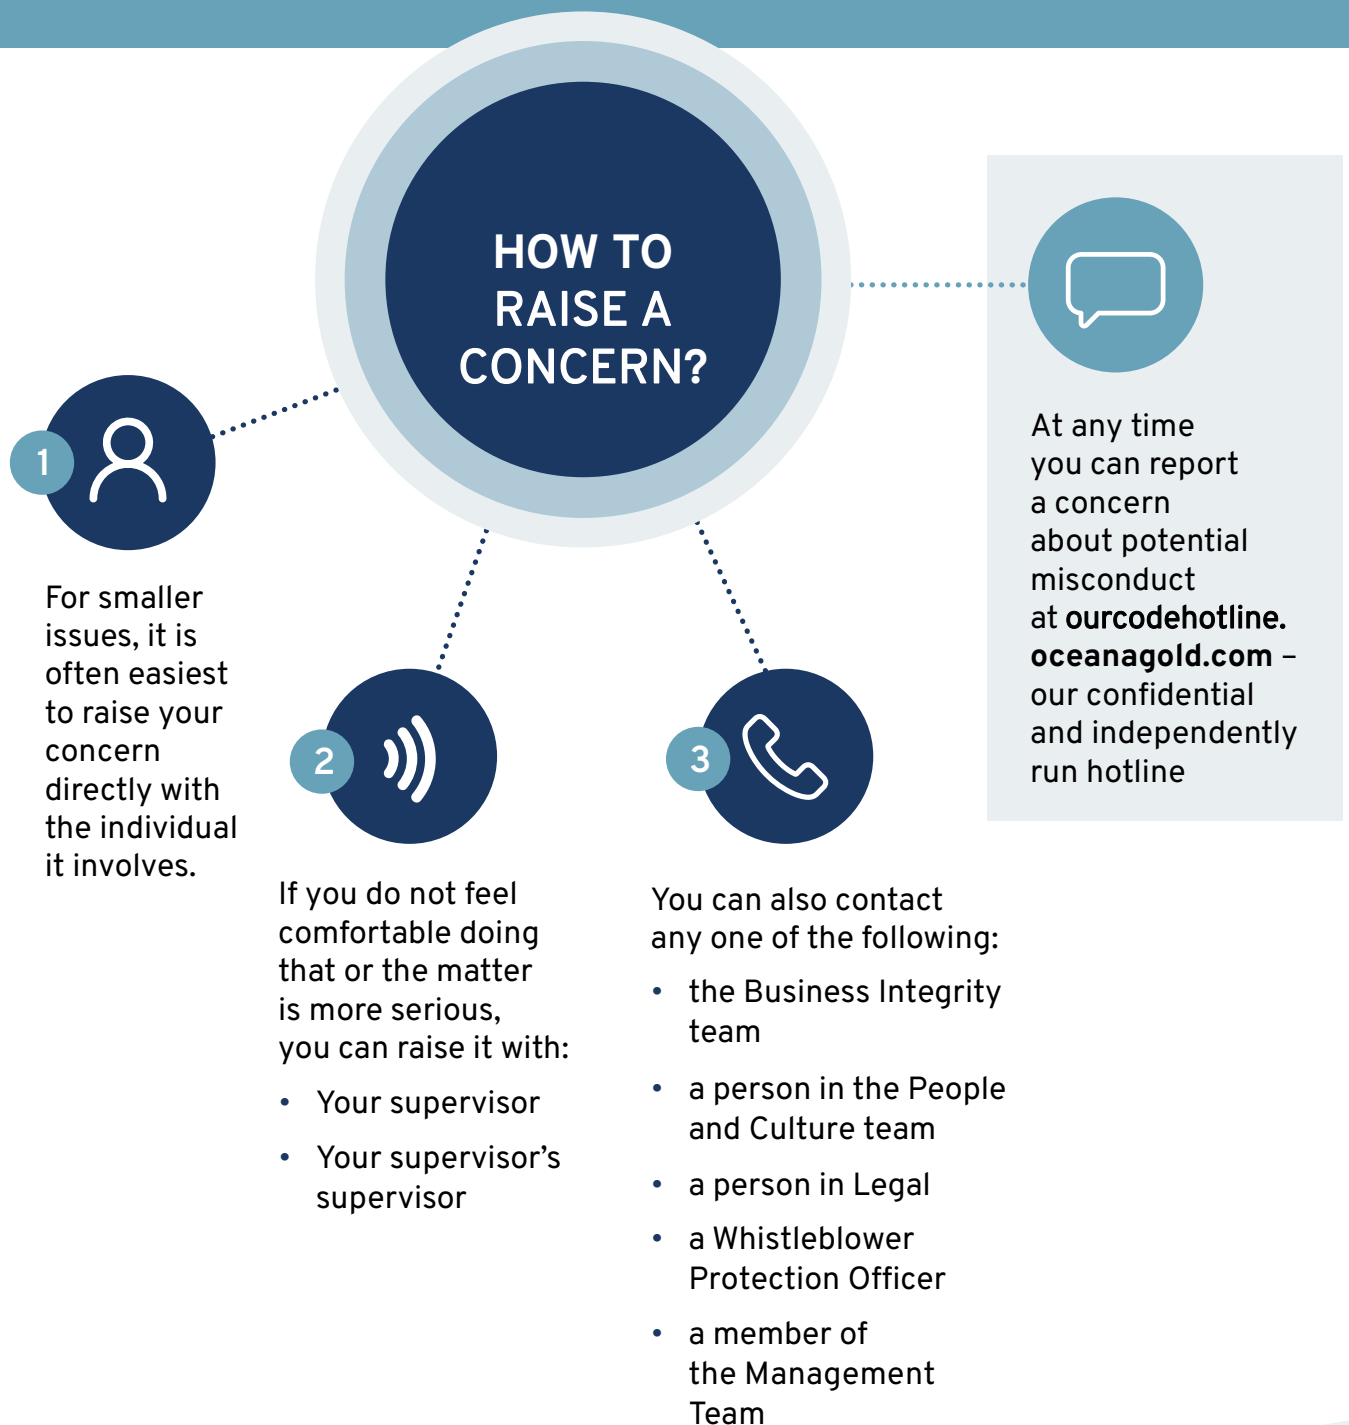 HOW TO
RAISE A
CONCERN?
1
For smaller
issues, it is
often easiest
to raise your
concern
directly with
the individual
it involves.
2
If you do not feel
comfortable doing
that or the matter
is more serious,
you can raise it with:
• Your supervisor
• Your supervisor’s
supervisor
3
You can also contact
any one of the following:
• the Business Integrity
team
• a person in the People
and Culture team
• a person in Legal
• a Whistleblower
Protection Officer
• a member of
the Management
Team
At any time
you can report
a concern
about potential
misconduct
at ourcodehotline.
oceanagold.com –
our confidential
and independently
run hotline